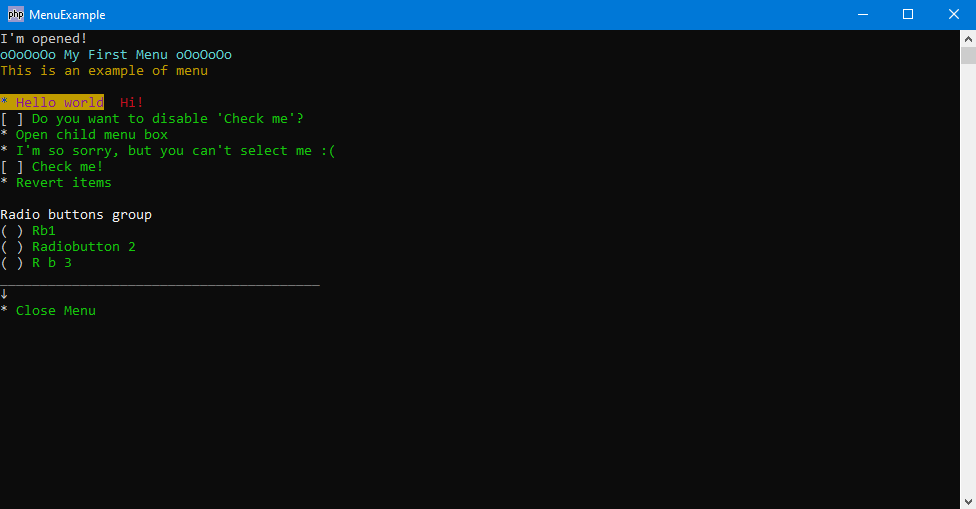 php MenuExample
I'm opened!
oOoOoOo My First Menu oOoOoOo
This is an example of menu
* Hello world  Hi!
[ ] Do you want to disable 'Check me'?
* Open child menu box
* I'm so sorry, but you can't select me :(
[ ] Check me!
* Revert items
Radio buttons group
( ) Rb1
( ) Radiobutton 2
( ) R b 3
________________________________________
↓
* Close Menu